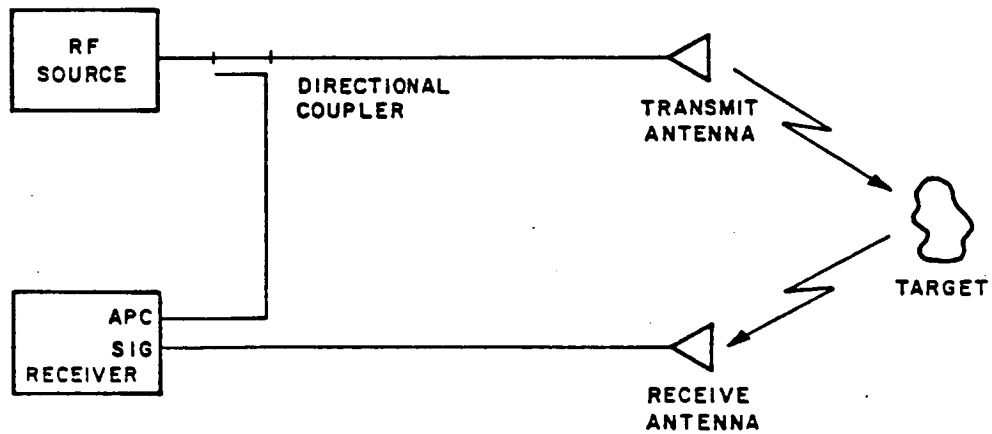 RF
SOURCE
DIRECTIONAL
COUPLER
TRANSMIT
ANTENNA
TARGET
APC
SIG
RECEIVER
RECEIVE
ANTENNA